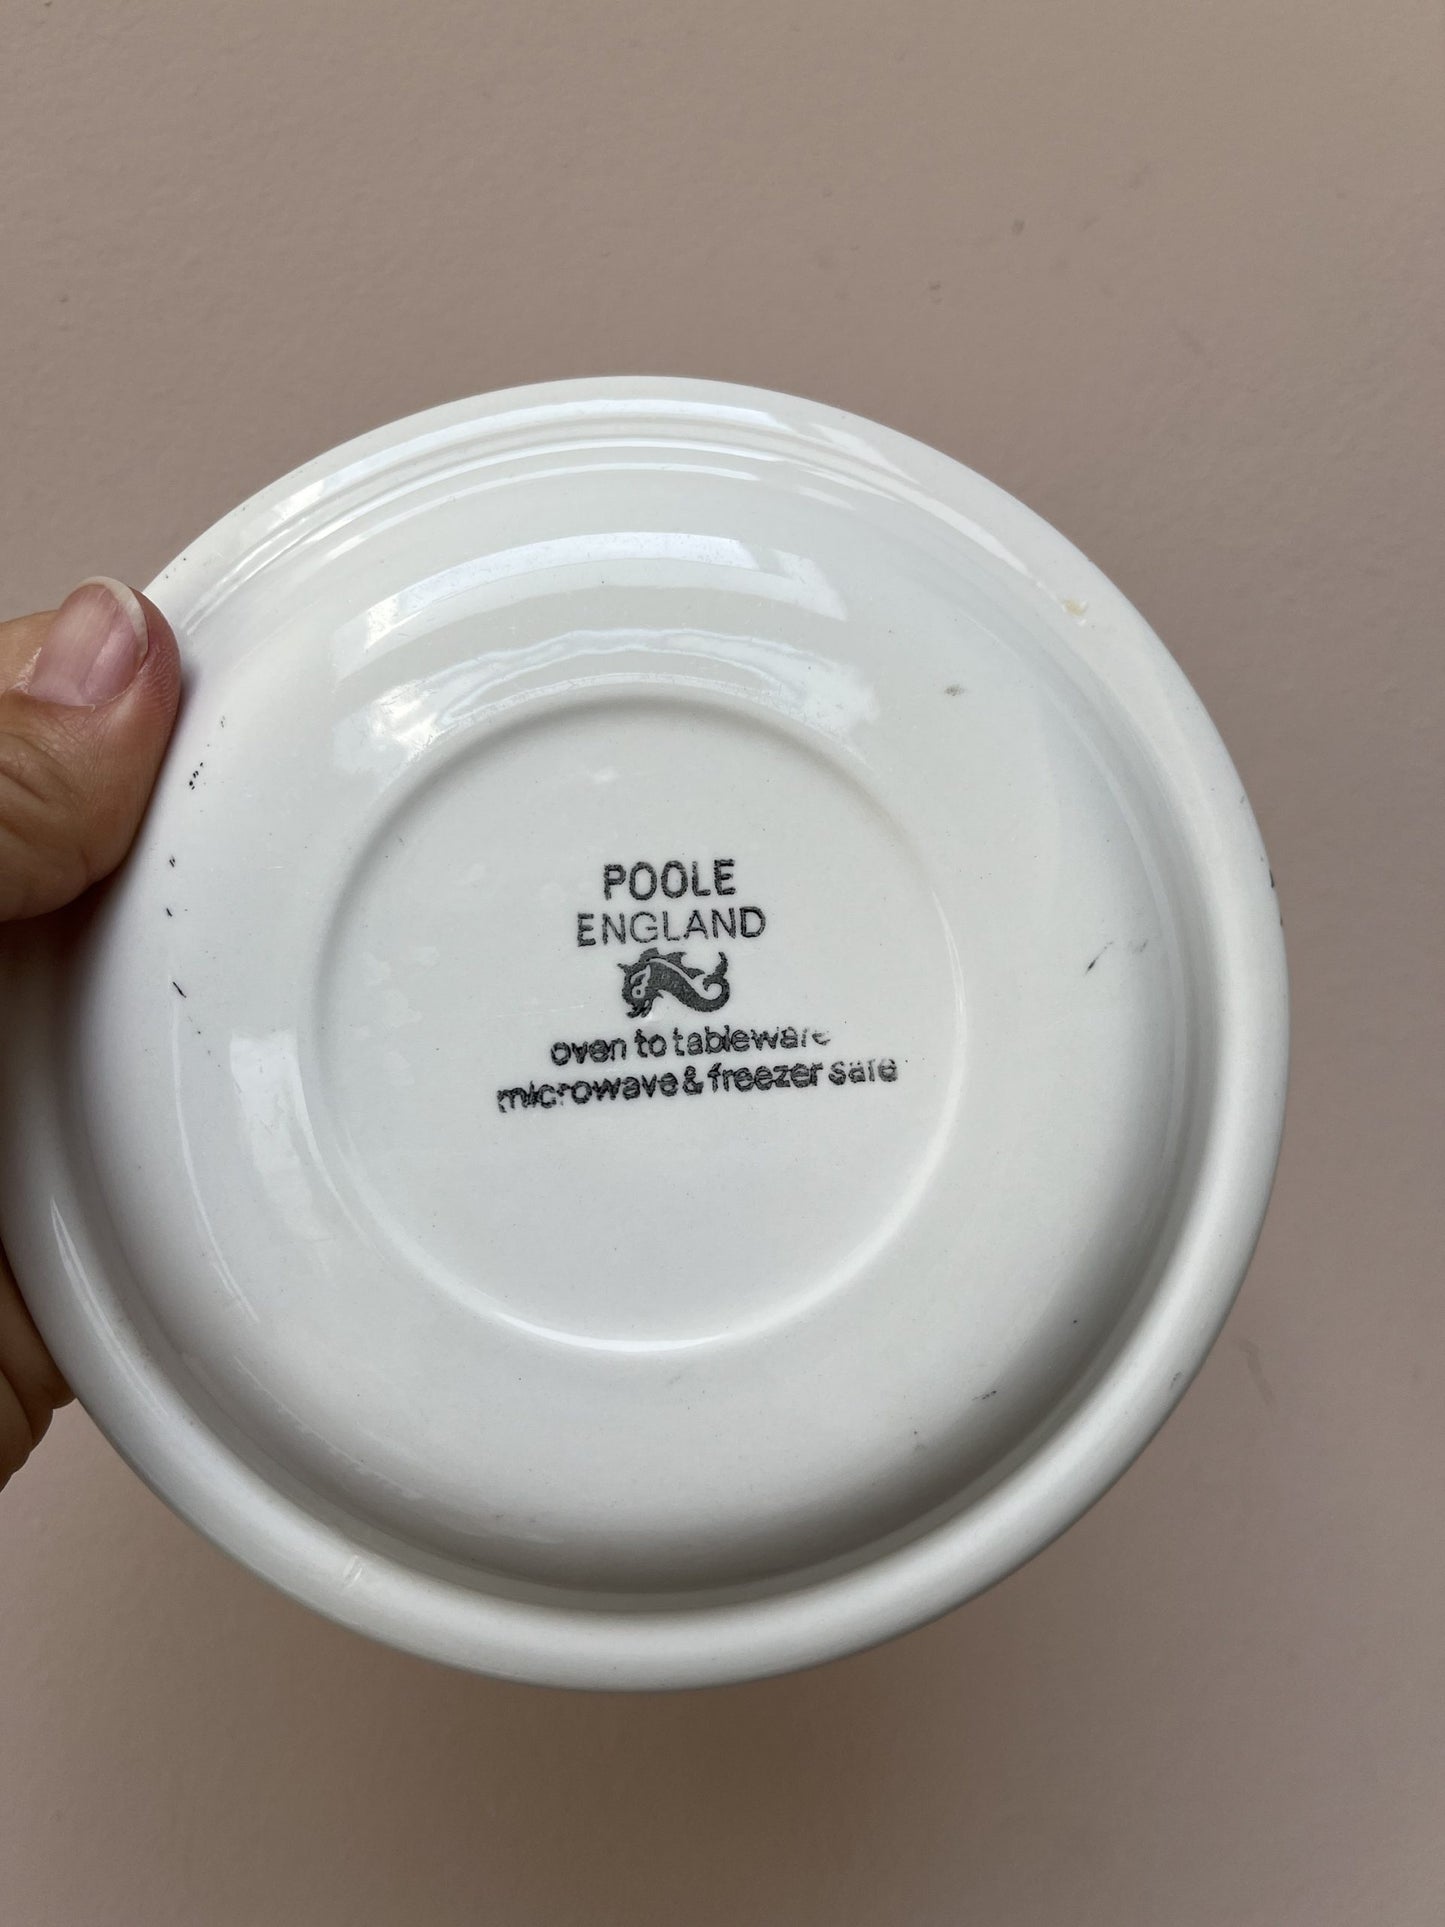 POOLE
ENGLAND
oven to tableware
microwave & freezer safe